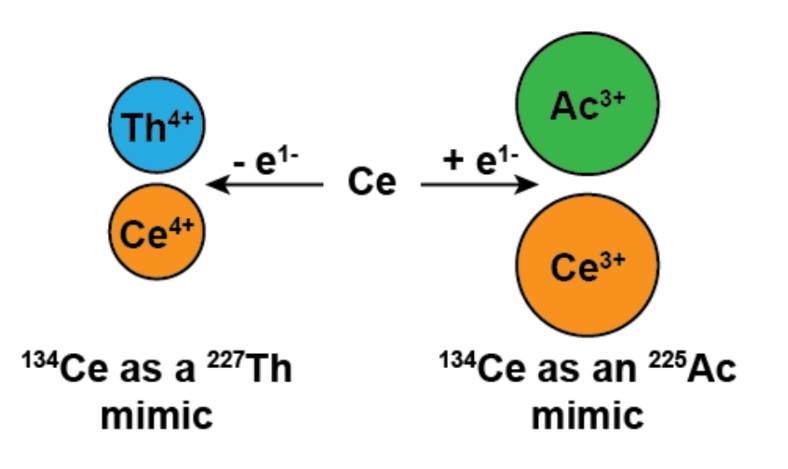 Th⁴⁺
Ce⁴⁺
- e¹⁻
Ce
+ e¹⁻
Ac³⁺
Ce³⁺
¹³⁴Ce as a ²²⁷Th
mimic
¹³⁴Ce as an ²²⁵Ac
mimic